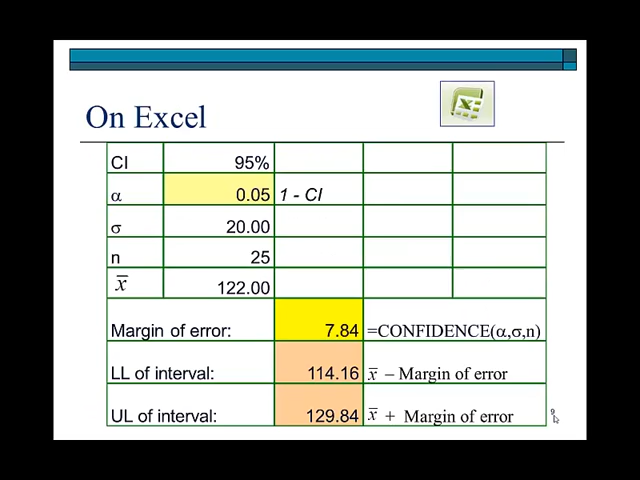 On Excel
CI 95%
α 0.05 1 - CI
σ 20.00
n 25
x̅ 122.00
Margin of error: 7.84 =CONFIDENCE(α,σ,n)
LL of interval: 114.16 x̅ – Margin of error
UL of interval: 129.84 x̅ + Margin of error
9